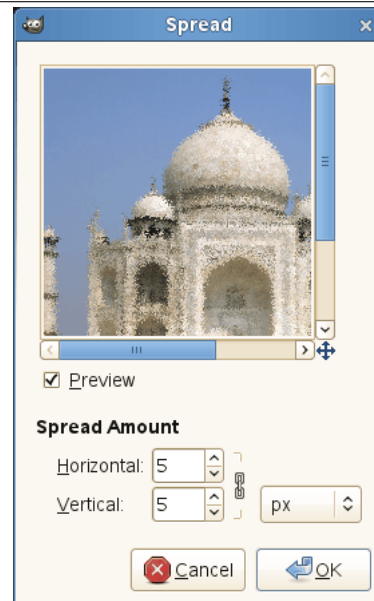 Spread
Preview
Spread Amount
Horizontal: 5
Vertical: 5 px
Cancel OK